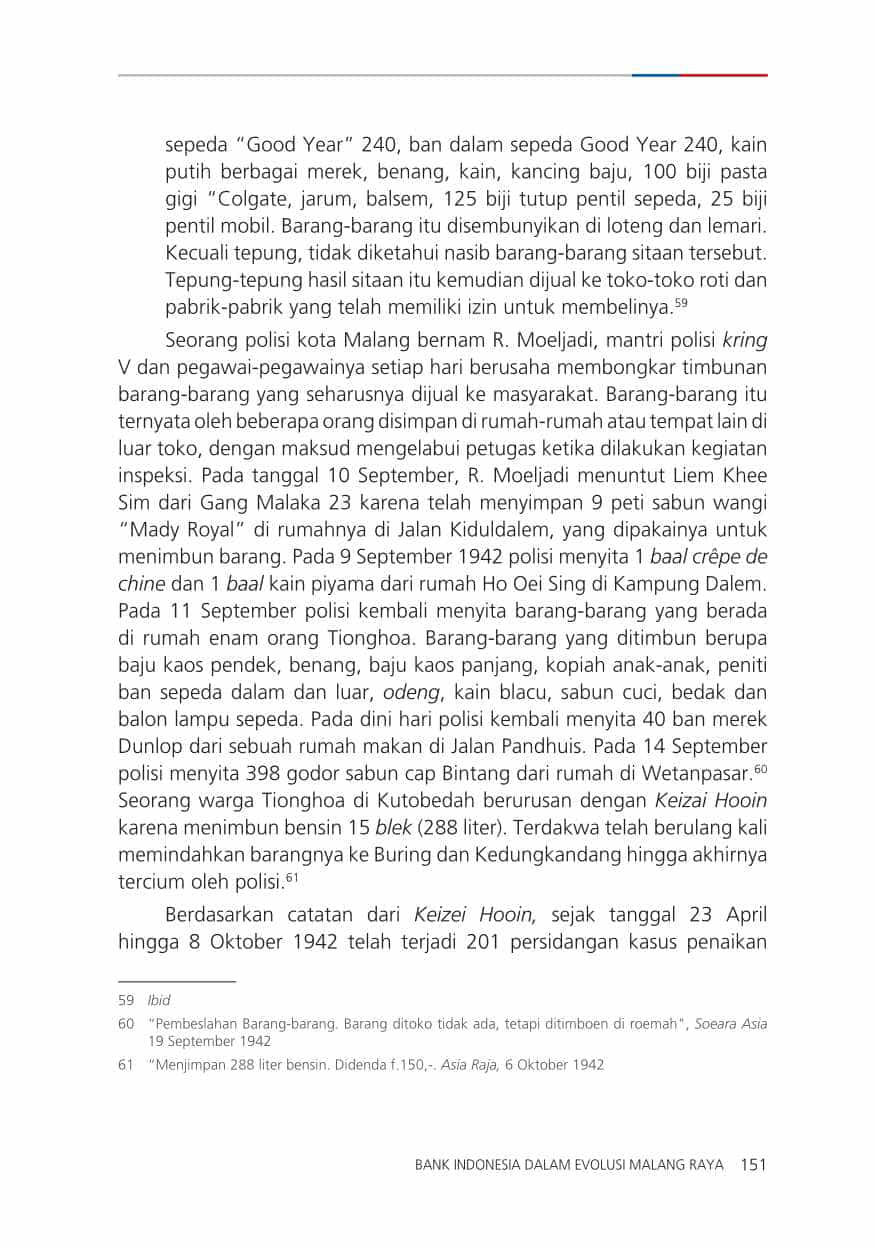 sepeda “Good Year” 240, ban dalam sepeda Good Year 240, kain
putih berbagai merek, benang, kain, kancing baju, 100 biji pasta
gigi “Colgate, jarum, balsem, 125 biji tutup pentil sepeda, 25 biji
pentil mobil. Barang-barang itu disembunyikan di loteng dan lemari.
Kecuali tepung, tidak diketahui nasib barang-barang sitaan tersebut.
Tepung-tepung hasil sitaan itu kemudian dijual ke toko-toko roti dan
pabrik-pabrik yang telah memiliki izin untuk membelinya.59
Seorang polisi kota Malang bernam R. Moeljadi, mantri polisi kring
V dan pegawai-pegawainya setiap hari berusaha membongkar timbunan
barang-barang yang seharusnya dijual ke masyarakat. Barang-barang itu
ternyata oleh beberapa orang disimpan di rumah-rumah atau tempat lain di
luar toko, dengan maksud mengelabui petugas ketika dilakukan kegiatan
inspeksi. Pada tanggal 10 September, R. Moeljadi menuntut Liem Khee
Sim dari Gang Malaka 23 karena telah menyimpan 9 peti sabun wangi
“Mady Royal” di rumahnya di Jalan Kiduldalem, yang dipakainya untuk
menimbun barang. Pada 9 September 1942 polisi menyita 1 baal crêpe de
chine dan 1 baal kain piyama dari rumah Ho Oei Sing di Kampung Dalem.
Pada 11 September polisi kembali menyita barang-barang yang berada
di rumah enam orang Tionghoa. Barang-barang yang ditimbun berupa
baju kaos pendek, benang, baju kaos panjang, kopiah anak-anak, peniti
ban sepeda dalam dan luar, odeng, kain blacu, sabun cuci, bedak dan
balon lampu sepeda. Pada dini hari polisi kembali menyita 40 ban merek
Dunlop dari sebuah rumah makan di Jalan Pandhuis. Pada 14 September
polisi menyita 398 godor sabun cap Bintang dari rumah di Wetanpasar.60
Seorang warga Tionghoa di Kutobedah berurusan dengan Keizai Hooin
karena menimbun bensin 15 blek (288 liter). Terdakwa telah berulang kali
memindahkan barangnya ke Buring dan Kedungkandang hingga akhirnya
tercium oleh polisi.61
Berdasarkan catatan dari Keizei Hooin, sejak tanggal 23 April
hingga 8 Oktober 1942 telah terjadi 201 persidangan kasus penaikan
59 Ibid
60 “Pembeslahan Barang-barang. Barang ditoko tidak ada, tetapi ditimboen di roemah", Soeara Asia
19 September 1942
61 “Menjimpan 288 liter bensin. Didenda f.150,-. Asia Raja, 6 Oktober 1942
BANK INDONESIA DALAM EVOLUSI MALANG RAYA 151